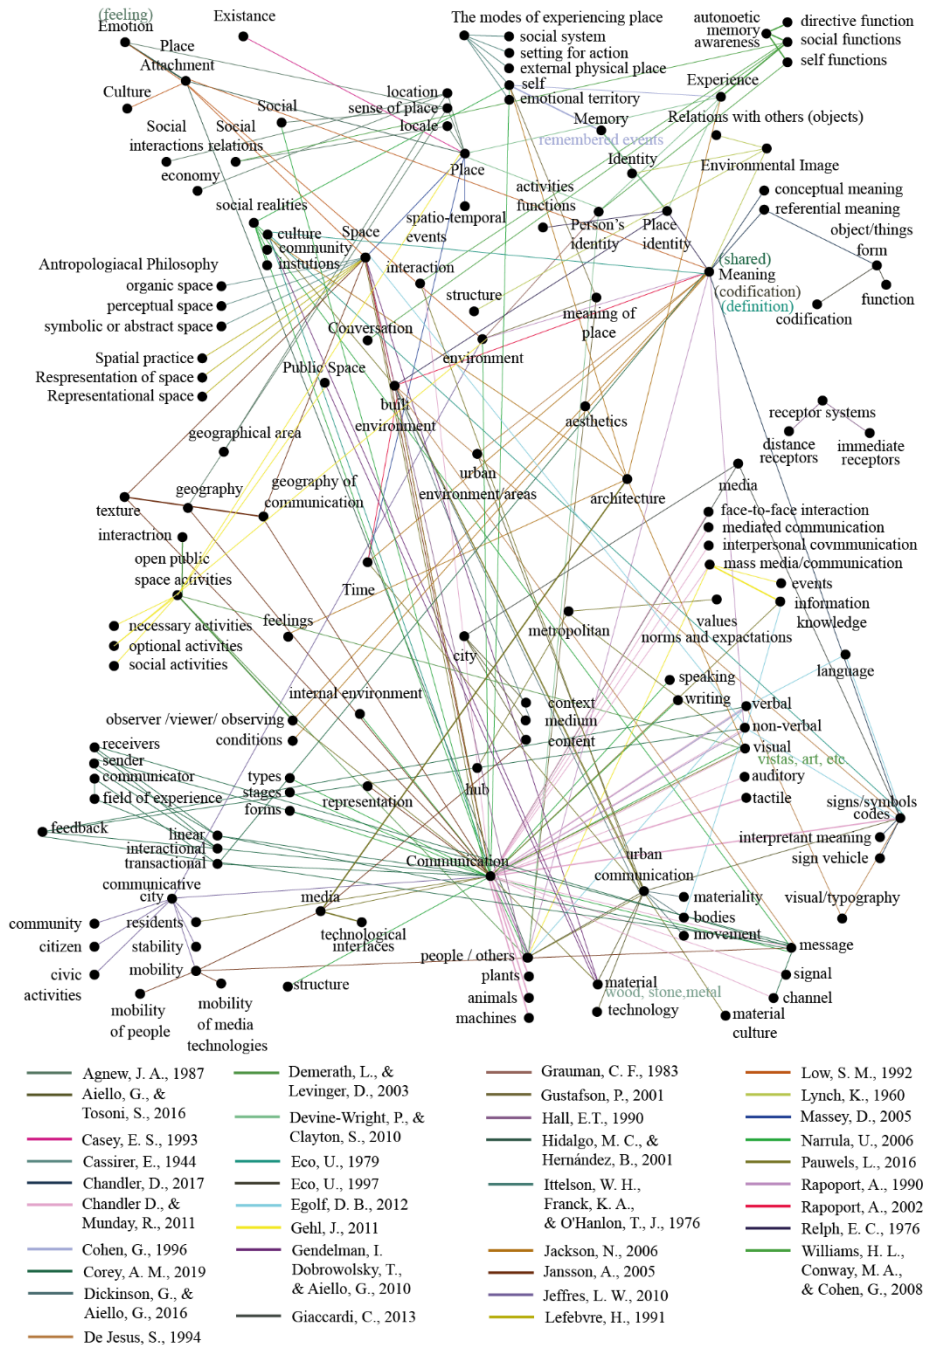 (feeling)
Emotion
Existance
Place
Attachment
Culture
Social
Social
interactions
Social
relations
economy
location
sense of place
locale
The modes of experiencing place
social system
setting for action
external physical place
self
emotional territory
autonoetic
memory
awareness
directive function
social functions
self functions
Experience
Memory
remembered events
Relations with others (objects)
Identity
Environmental Image
Place
social realities
culture
community
instutions
Space
spatio-temporal
events
activities
functions
Person's
identity
Place
identity
conceptual meaning
referential meaning
object/things
form
function
codification
(shared)
Meaning
(codification)
(definition)
Antropologiacal Philosophy
organic space
perceptual space
symbolic or abstract space
interaction
structure
meaning of
place
Conversation
environment
Spatial practice
Respresentation of space
Representational space
Public Space
buili
environment
aesthetics
receptor systems
distance
receptors
immediate
receptors
geographical area
geography
geography of
communication
texture
urban
environment/areas
architecture
media
face-to-face interaction
mediated communication
interpersonal covmmunication
mass media/communication
events
information
knowledge
interactrion
open public
space activities
Time
necessary activities
optional activities
social activities
feelings
metropolitan
values
norms and expactations
city
language
speaking
writing
internal environment
observer /viewer/ observing
conditions
context
medium
content
verbal
non-verbal
visual
vistas, art, etc.
auditory
tactile
receivers
sender
communicator
field of experience
types
stages
forms
representation
hub
signs/symbols
codes
feedback
linear
interactional
transactional
interpretant meaning
sign vehicle
Communication
urban
communication
visual/typography
communicative
city
media
community
citizen
civic
activities
residents
stability
mobility
technological
interfaces
materiality
bodies
movement
message
people / others
plants
animals
machines
structure
material
wood, stone,metal
technology
signal
channel
material
culture
mobility
of people
mobility
of media
technologies
Agnew, J. A., 1987
Aiello, G., &
Tosoni, S., 2016
Casey, E. S., 1993
Cassirer, E., 1944
Chandler, D., 2017
Chandler D., &
Munday, R., 2011
Cohen, G., 1996
Corey, A. M., 2019
Dickinson, G., &
Aiello, G., 2016
De Jesus, S., 1994
Demerath, L., &
Levinger, D., 2003
Devine-Wright, P., &
Clayton, S., 2010
Eco, U., 1979
Eco, U., 1997
Egolf, D. B., 2012
Gehl, J., 2011
Gendelman, I.
Dobrowolsky, T.,
& Aiello, G., 2010
Giaccardi, C., 2013
Grauman, C. F., 1983
Gustafson, P., 2001
Hall, E.T., 1990
Hidalgo, M. C., &
Hernández, B., 2001
Ittelson, W. H.,
Franck, K. A.,
& O'Hanlon, T., J., 1976
Jackson, N., 2006
Jansson, A., 2005
Jeffres, L. W., 2010
Lefebvre, H., 1991
Low, S. M., 1992
Lynch, K., 1960
Massey, D., 2005
Narrula, U., 2006
Pauwels, L., 2016
Rapoport, A., 1990
Rapoport, A., 2002
Relph, E. C., 1976
Williams, H. L.,
Conway, M. A.,
& Cohen, G., 2008